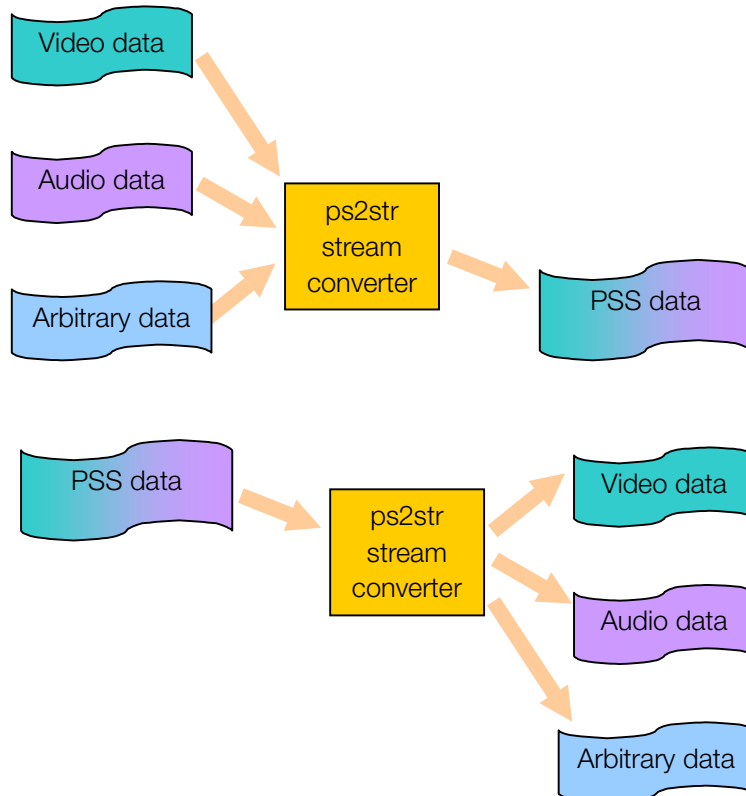 Video data
Audio data
Arbitrary data
ps2str
stream
converter
PSS data
PSS data
ps2str
stream
converter
Video data
Audio data
Arbitrary data